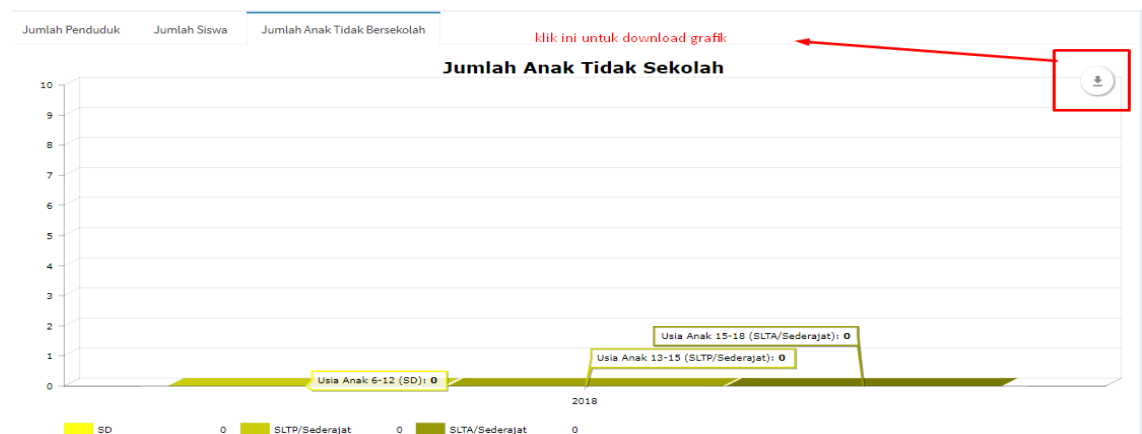 Jumlah Penduduk Jumlah Siswa Jumlah Anak Tidak Bersekolah
klik ini untuk download grafik
Jumlah Anak Tidak Sekolah
10
9
8
7
6
5
4
3
2
1
0
Usia Anak 15-18 (SLTA/Sederajat): 0
Usia Anak 13-15 (SLTP/Sederajat): 0
Usia Anak 6-12 (SD): 0
2018
SD 0 SLTP/Sederajat 0 SLTA/Sederajat 0